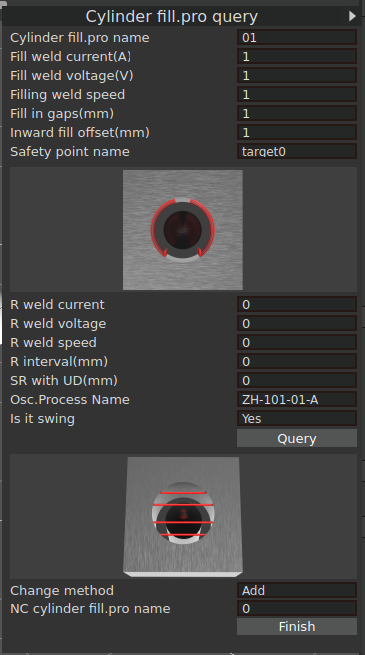 Cylinder fill.pro query
Cylinder fill.pro name 01
Fill weld current(A) 1
Fill weld voltage(V) 1
Filling weld speed 1
Fill in gaps(mm) 1
Inward fill offset(mm) 1
Safety point name target0
R weld current 0
R weld voltage 0
R weld speed 0
R interval(mm) 0
SR with UD(mm) 0
Osc.Process Name ZH-101-01-A
Is it swing Yes
Query
Change method Add
NC cylinder fill.pro name 0
Finish